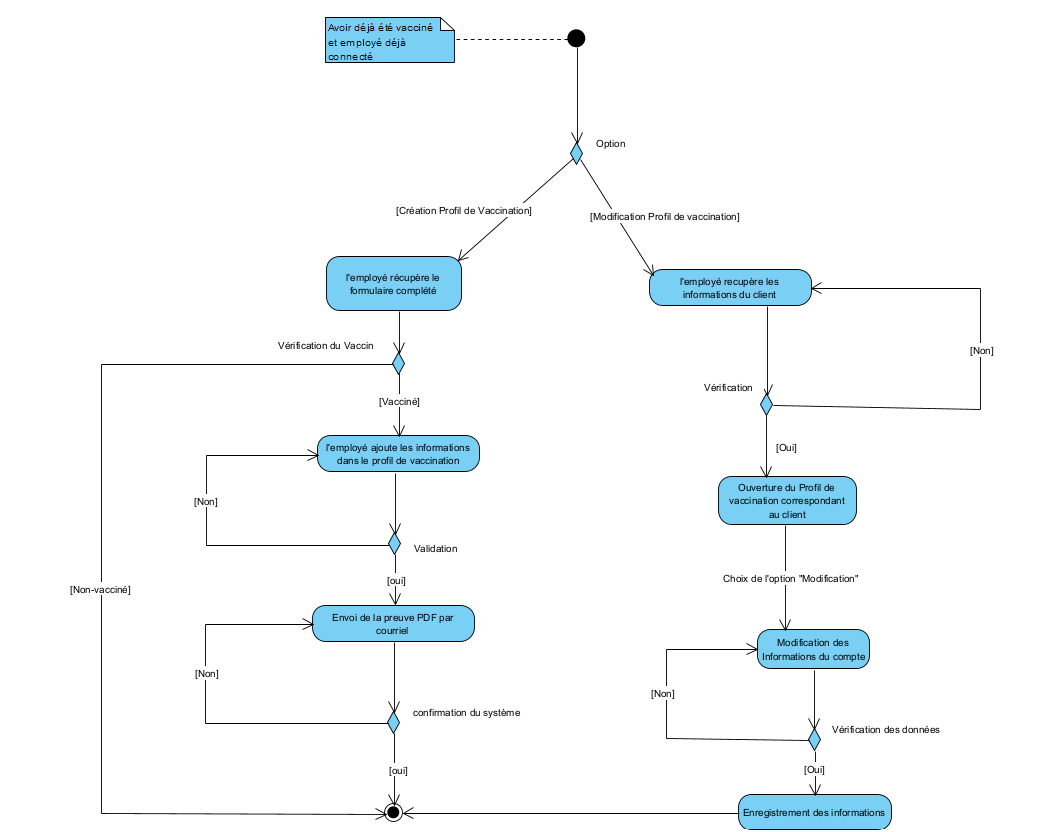 Avoir déjà été vacciné
et employé déjà
connecté
Option
[Création Profil de Vaccination]
[Modification Profil de vaccination]
l'employé récupère le
formulaire complété
l'employé recupère les
informations du client
Vérification du Vaccin
[Non]
Vérification
[Vacciné]
l'employé ajoute les informations
dans le profil de vaccination
[Oui]
Ouverture du Profil de
vaccination correspondant
au client
[Non]
Validation
[oui]
Choix de l'option "Modification"
[Non-vacciné]
Envoi de la preuve PDF par
courriel
Modification des
Informations du compte
[Non]
[Non]
confirmation du système
Vérification des données
[oui]
[Oui]
Enregistrement des informations